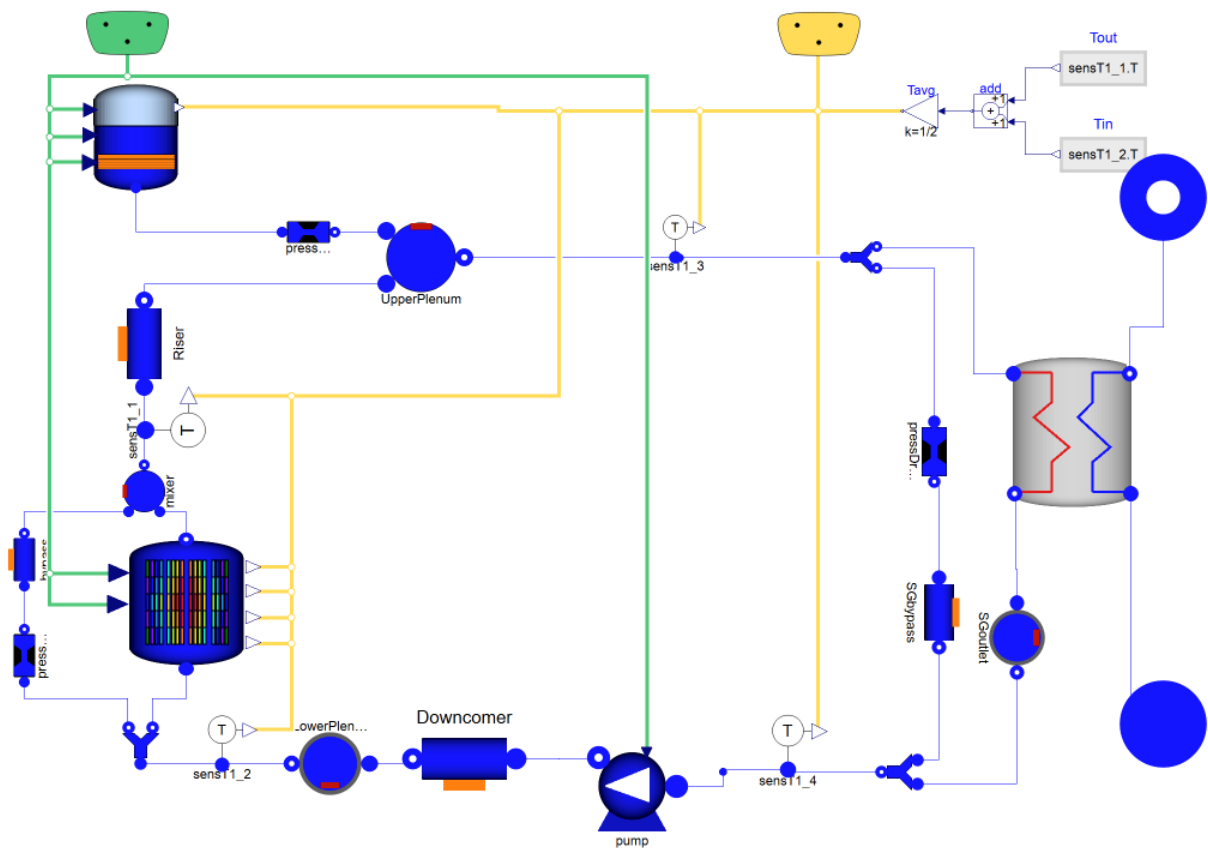 Tout
sensT1_1.T
Tavg
add
+1
+
+1
k=1/2
Tin
sensT1_2.T
T
press...
sensT1_3
UpperPlenum
Riser
sensT1_1
T
mixer
pressDr...
bypass
SGbypass
SGoutlet
press...
T
LowerPlen...
Downcomer
T
sensT1_2
sensT1_4
pump